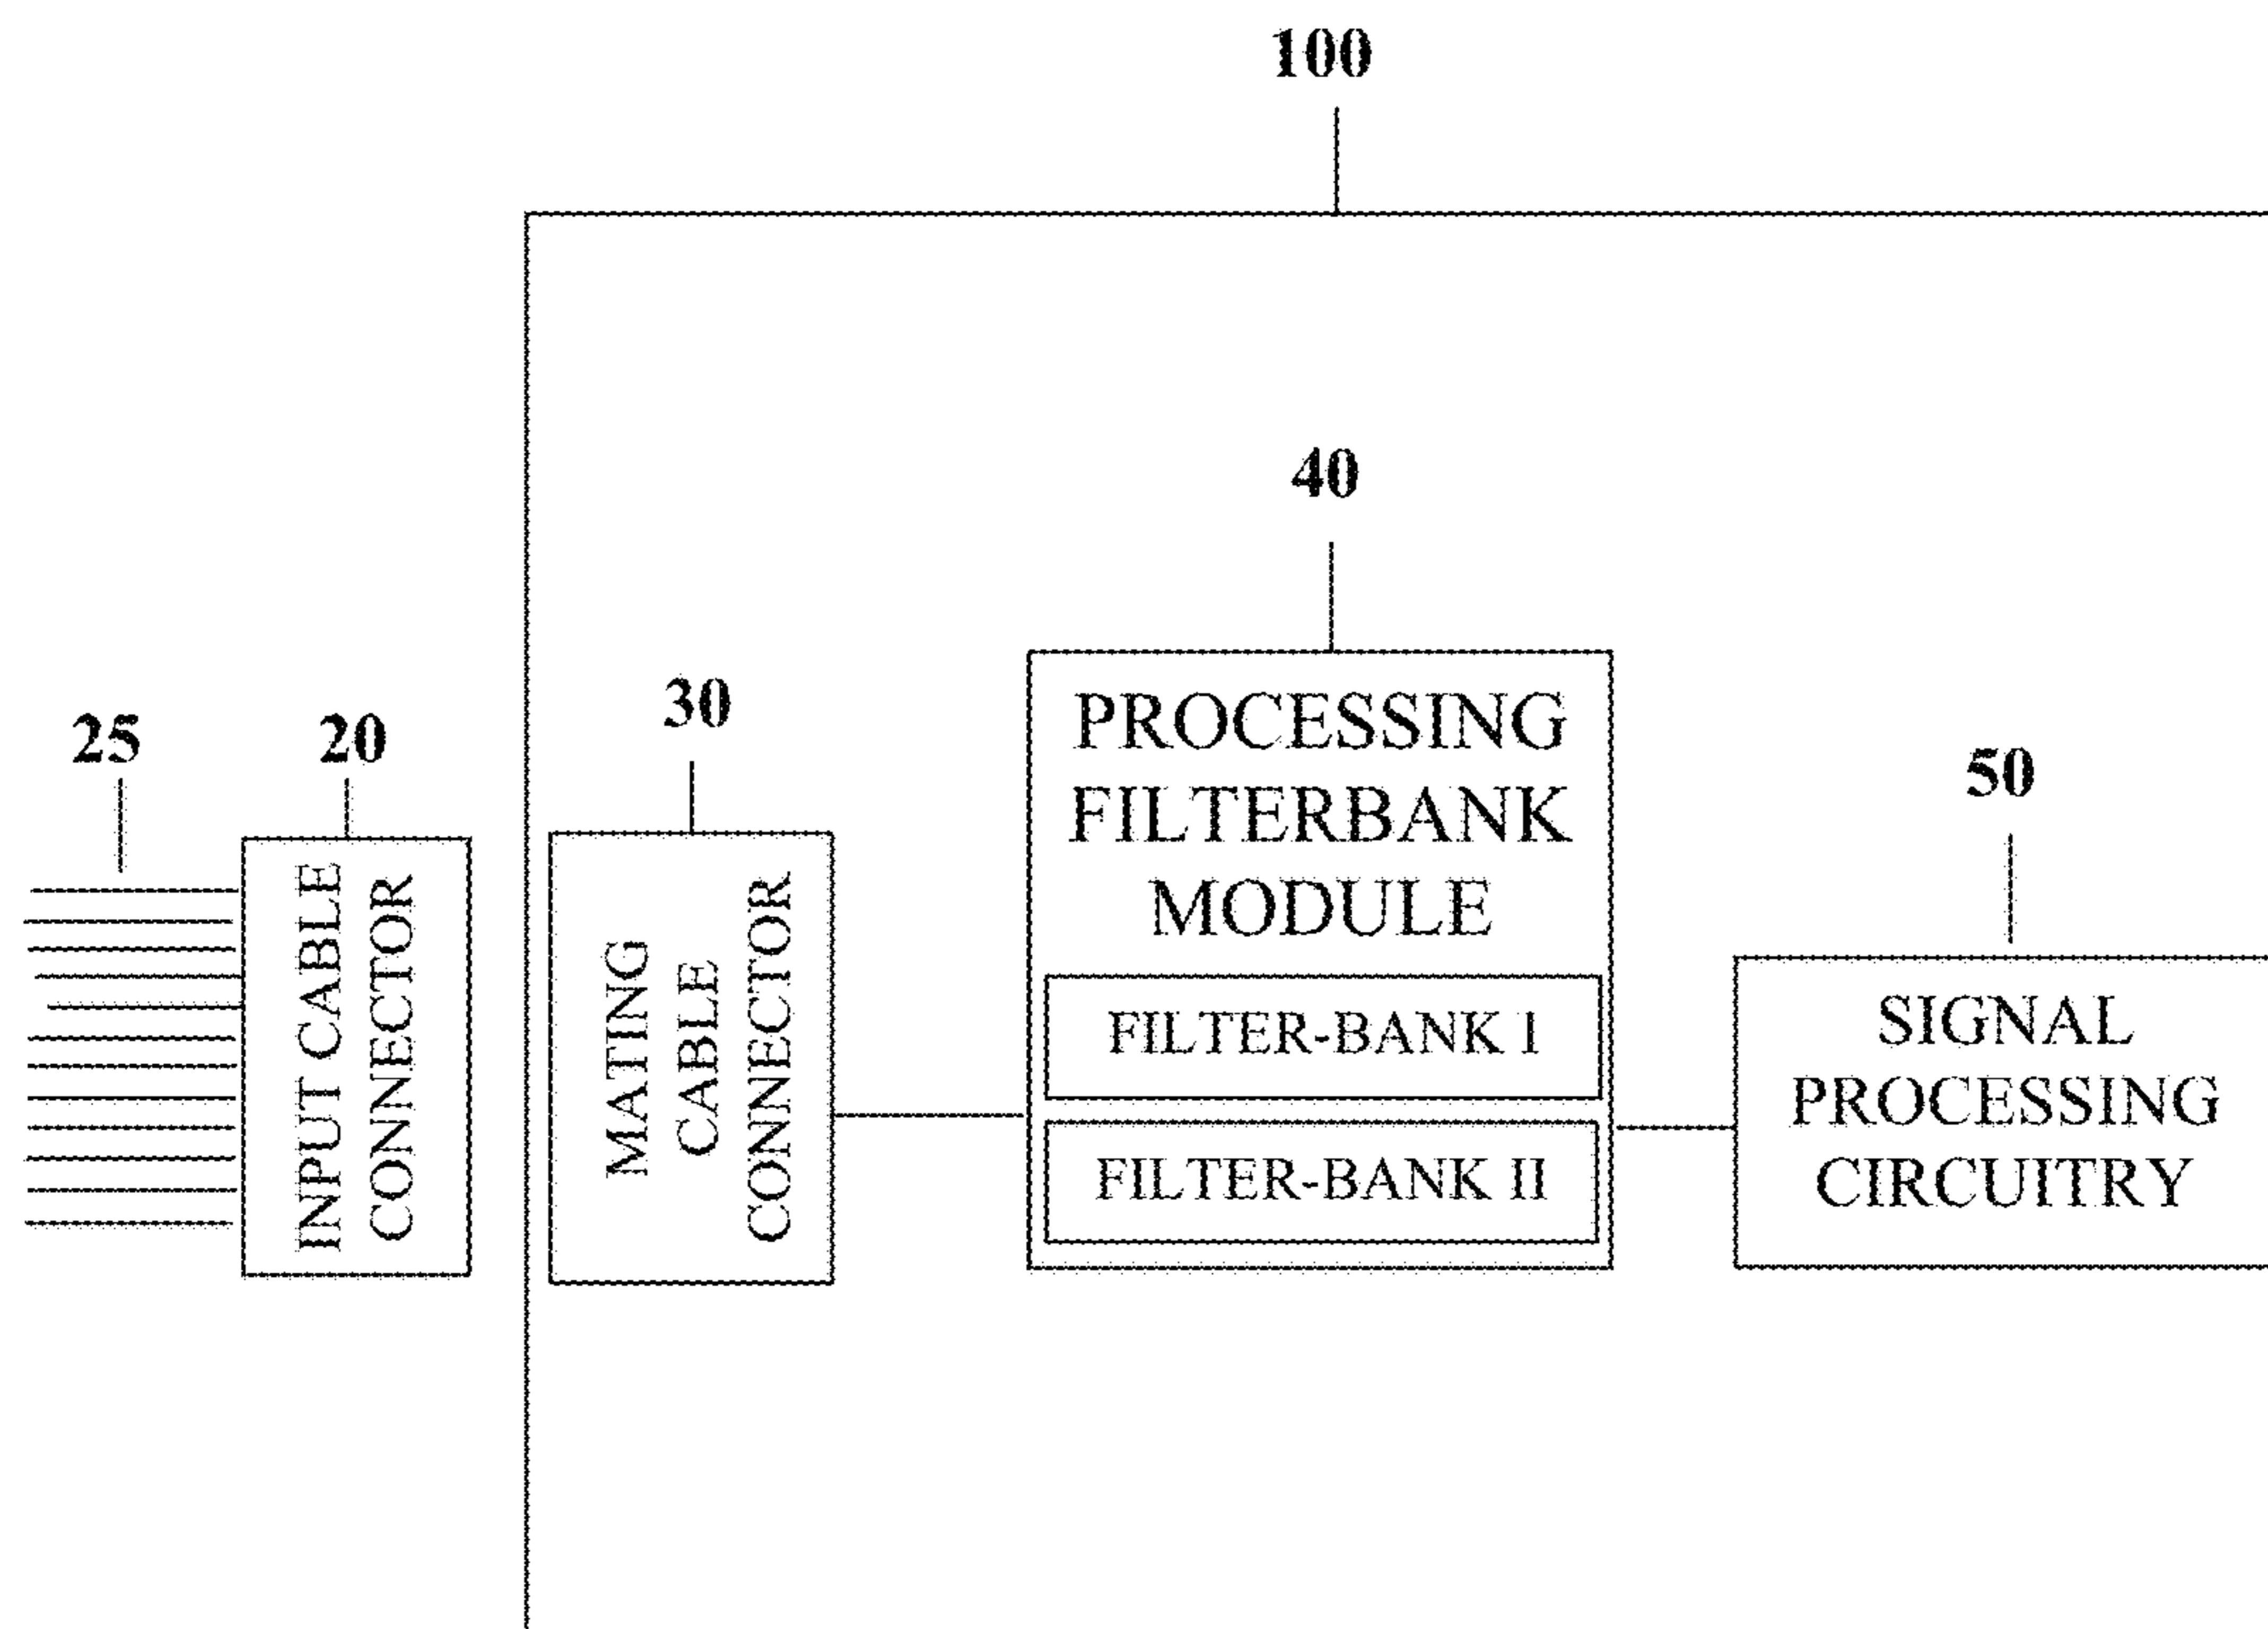 100
40
30
25
20
50
INPUT CABLE
CONNECTOR
MATING
CABLE
CONNECTOR
PROCESSING
FILTERBANK
MODULE
FILTER-BANK I
FILTER-BANK II
SIGNAL
PROCESSING
CIRCUITRY